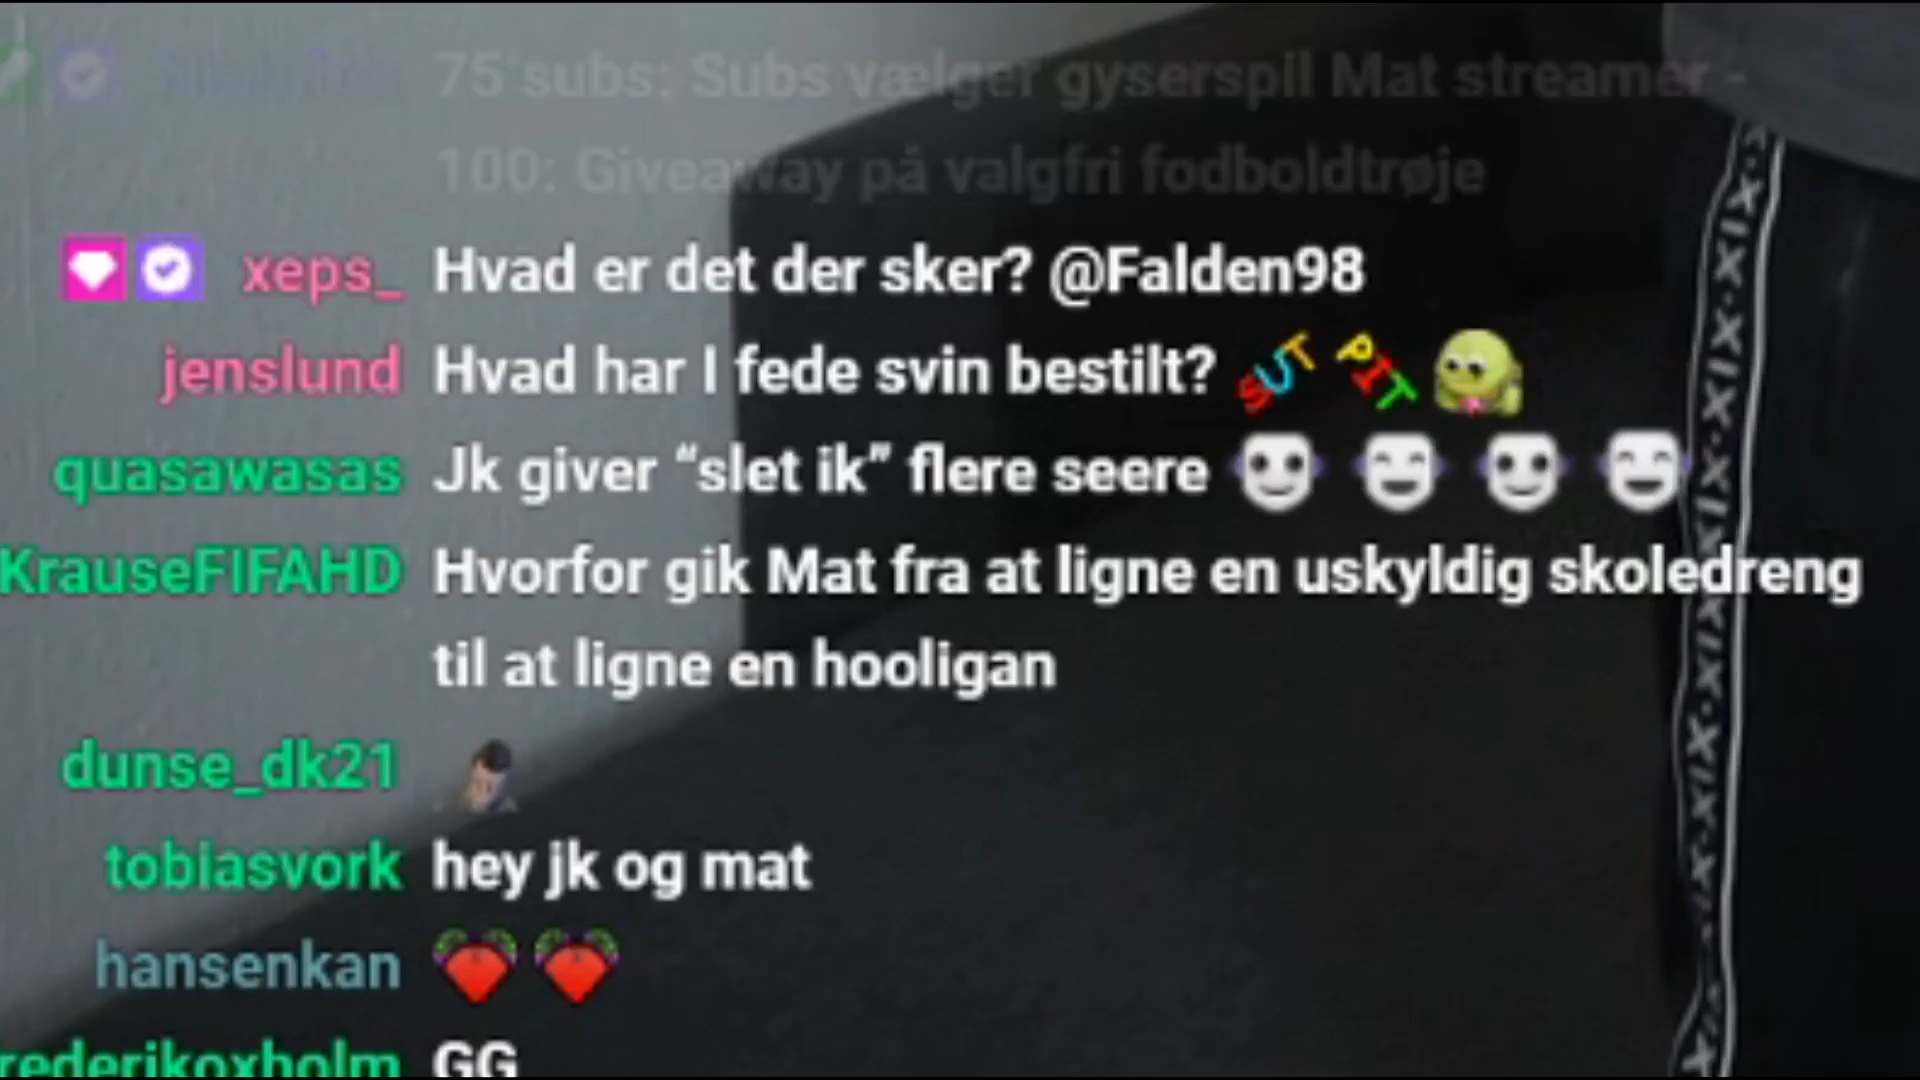 75 subs: Subs vælger gyserspil Mat streamer -
100: Giveaway på valgfri fodboldtrøje
xeps_ Hvad er det der sker? @Falden98
jenslund Hvad har I fede svin bestilt? SUT PIT
quasawasas Jk giver “slet ik” flere seere
KrauseFIFAHD Hvorfor gik Mat fra at ligne en uskyldig skoledreng
til at ligne en hooligan
dunse_dk21
tobiasvork hey jk og mat
hansenkan
rederikoxholm GG